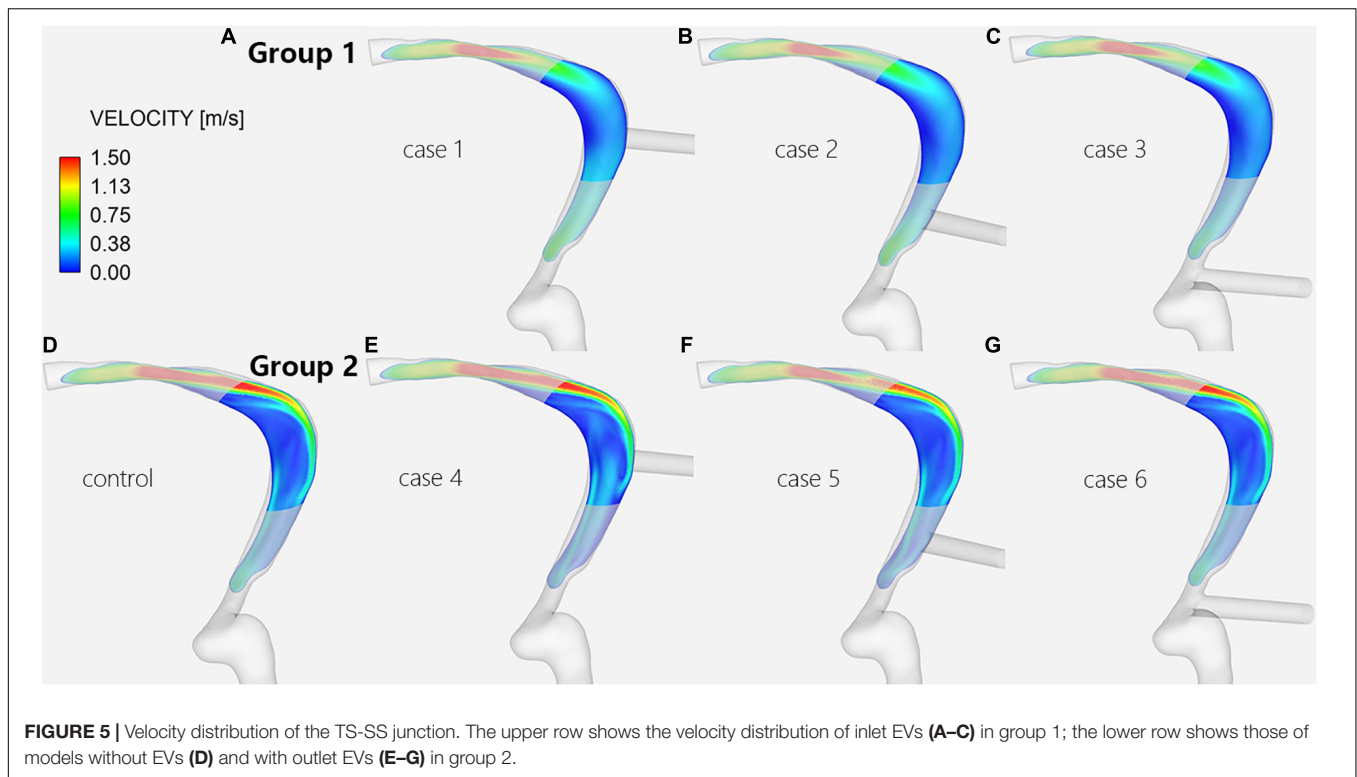 A
Group 1
B
C
VELOCITY [m/s]
1.50
1.13
0.75
0.38
0.00
case 1
case 2
case 3
D
Group 2
E
F
G
control
case 4
case 5
case 6
FIGURE 5 | Velocity distribution of the TS-SS junction. The upper row shows the velocity distribution of inlet EVs (A–C) in group 1; the lower row shows those of
models without EVs (D) and with outlet EVs (E–G) in group 2.